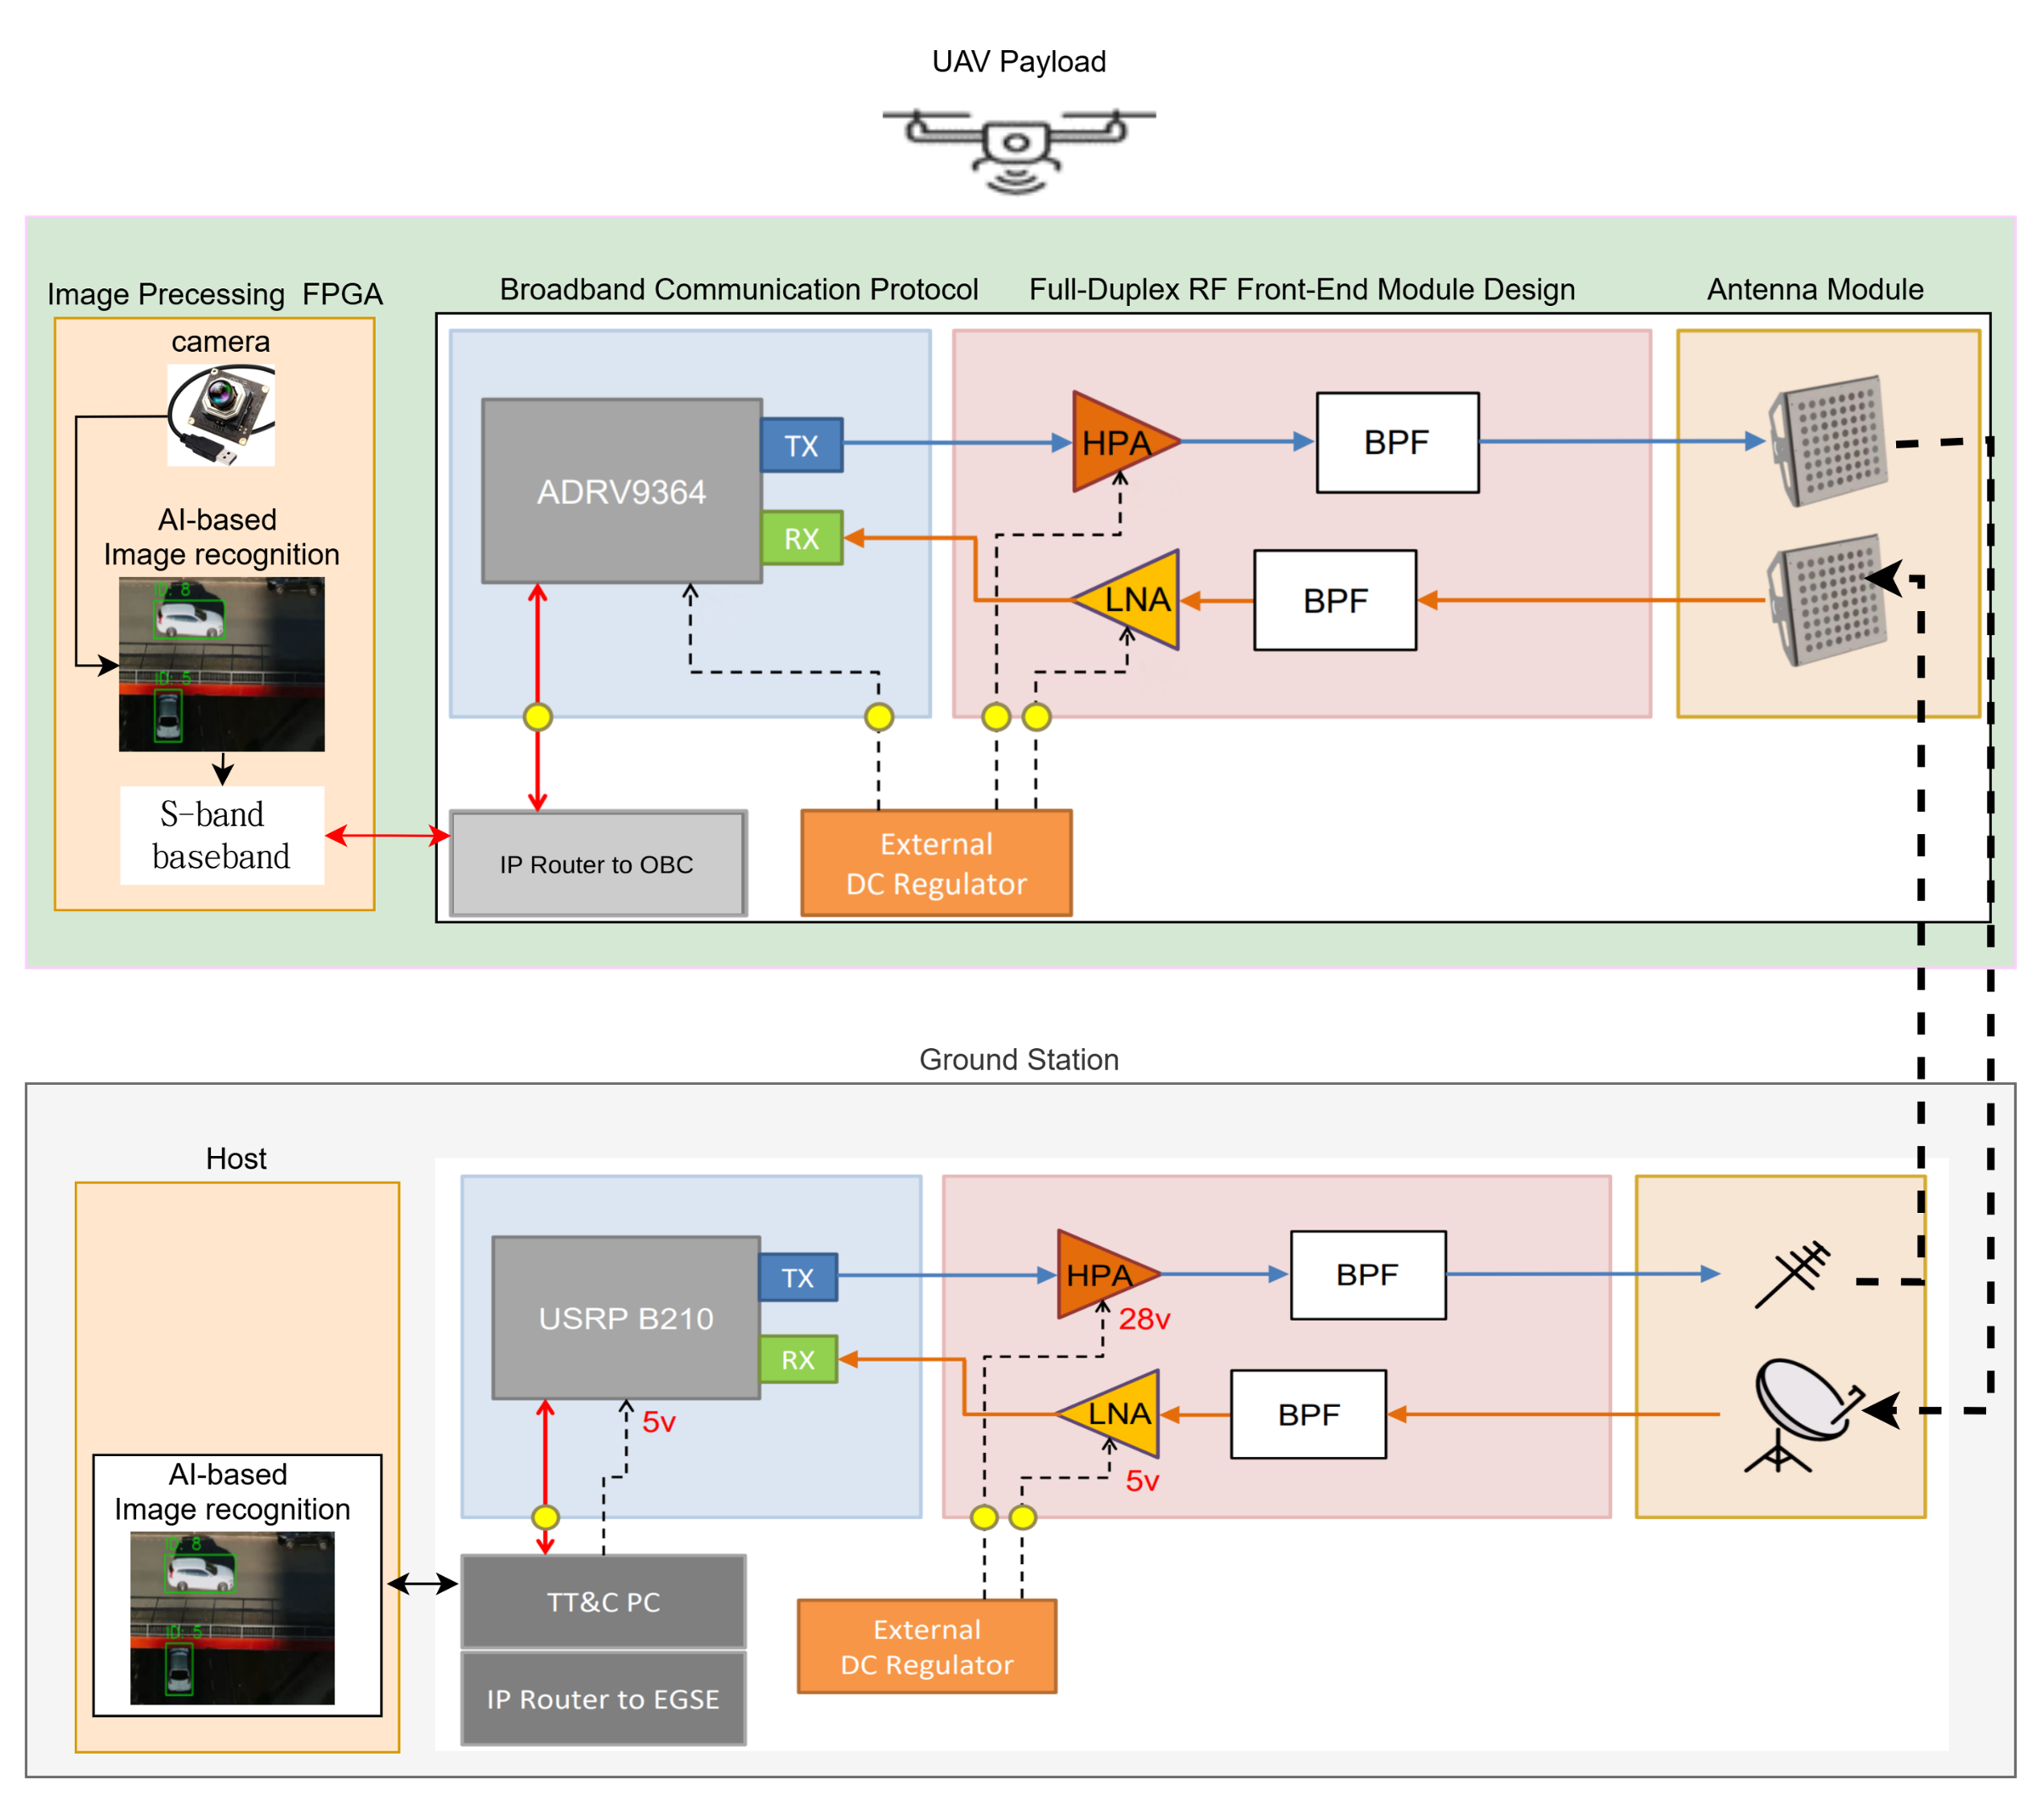 UAV Payload
Image Precessing  FPGA
Broadband Communication Protocol
Full-Duplex RF Front-End Module Design
Antenna Module
camera
AI-based
Image recognition
ID: 8
ID: 5
S-band
baseband
ADRV9364
TX
RX
HPA
BPF
LNA
BPF
IP Router to OBC
External
DC Regulator
Ground Station
Host
AI-based
Image recognition
ID: 8
ID: 5
USRP B210
TX
RX
5v
HPA
28v
BPF
LNA
5v
BPF
TT&C PC
IP Router to EGSE
External
DC Regulator